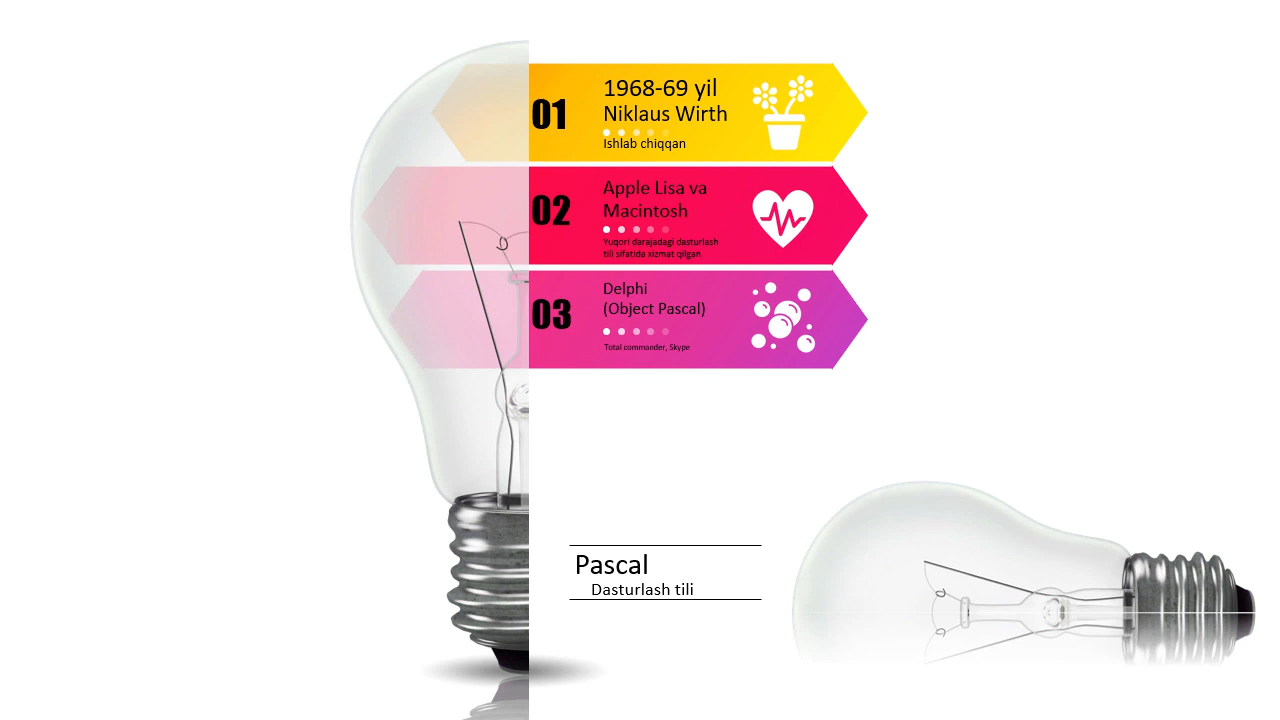 01
1968-69 yil
Niklaus Wirth
Ishlab chiqqan
02
Apple Lisa va
Macintosh
Yuqori darajadagi dasturlash
tili sifatida xizmat qilgan
03
Delphi
(Object Pascal)
Total commander, Skype
Pascal
Dasturlash tili